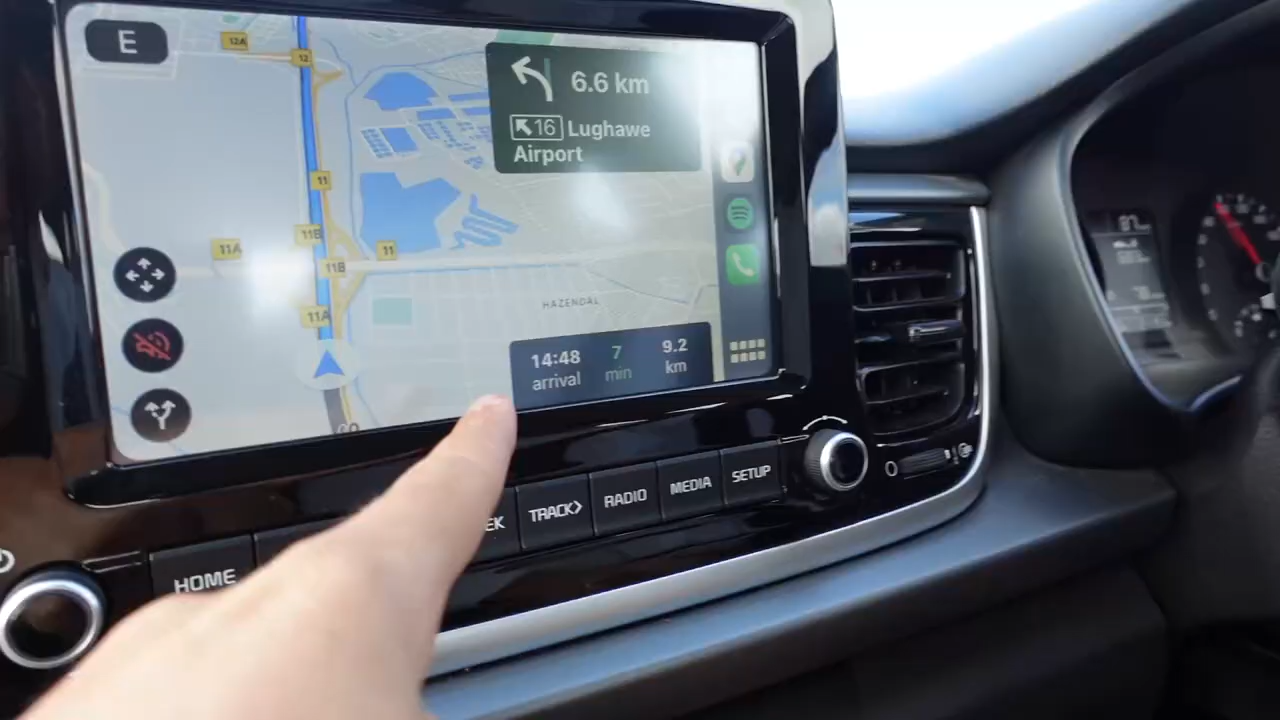 E
12A
12
6.6 km
16 Lughawe
Airport
11
11B
11A
11
11B
HAZENDAL
11A
14:48
7
9.2
arrival
min
km
HOME
EK
TRACK>
RADIO
MEDIA
SETUP